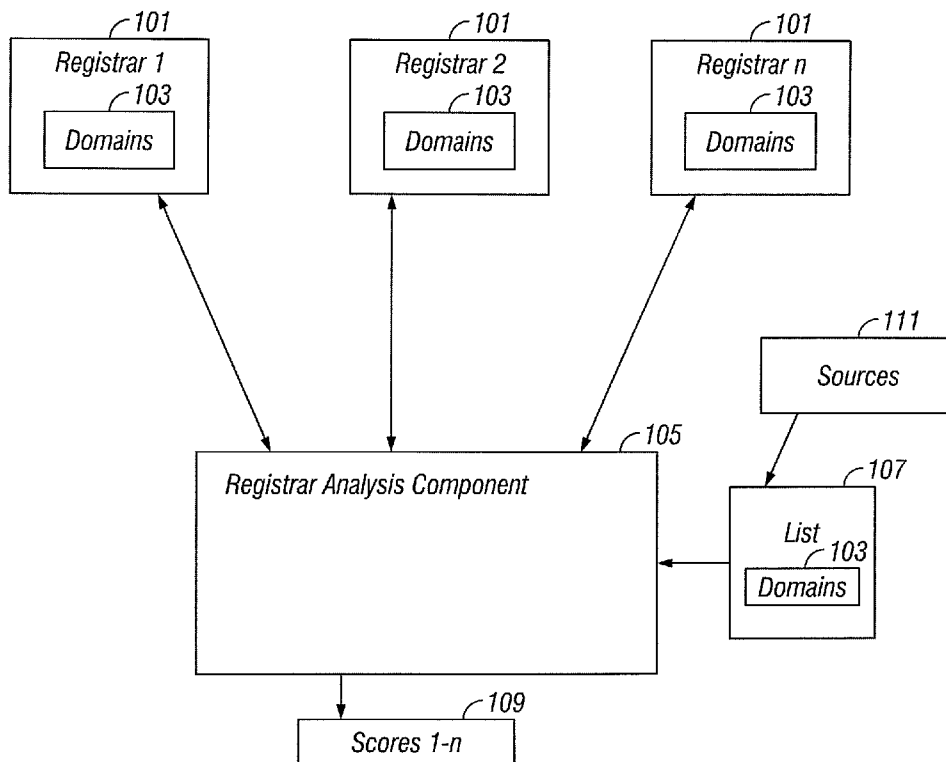 101
101
101
Registrar 1
Registrar 2
Registrar n
103
103
103
Domains
Domains
Domains
111
Sources
105
Registrar Analysis Component
107
List
103
Domains
109
Scores 1-n